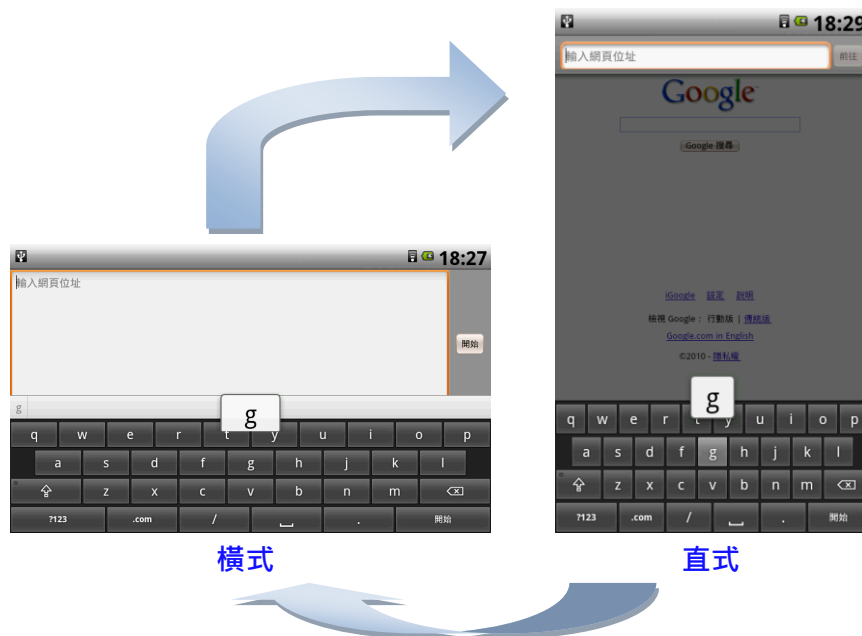 18:27
輸入網頁位址
開始
g
g
q w e r t y u i o p
a s d f g h j k l
z x c v b n m
?123 .com / . 開始
橫式
18:29
輸入網頁位址
前往
Google
Google 搜尋
iGoogle 設定 說明
檢視 Google： 行動版 | 傳統版
Google.com in English
©2010 - 隱私權
g
q w e r t y u i o p
a s d f g h j k l
z x c v b n m
?123 .com / . 開始
直式